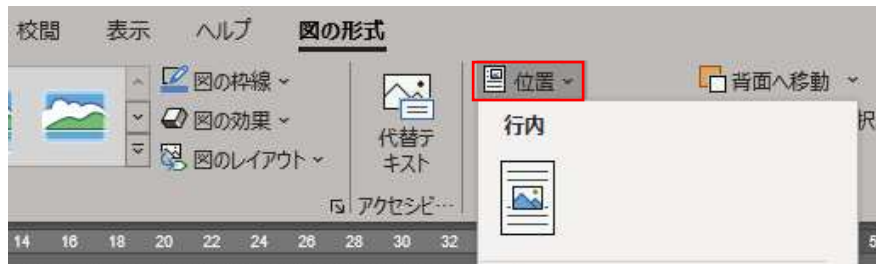 校閲 表示 ヘルプ 図の形式
図の枠線
図の効果
図のレイアウト
代替テ
キスト
アクセシビ…
位置
背面へ移動
択
行内
14 16 18 20 22 24 26 28 30 32 5